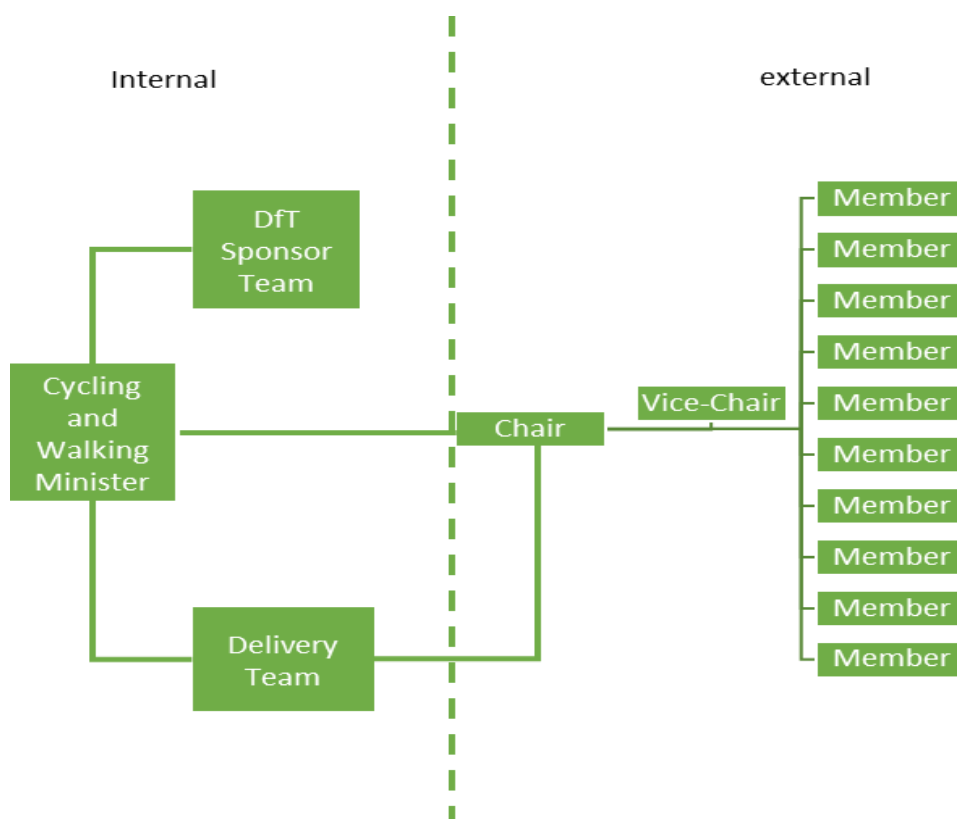 Internal
external
DfT
Sponsor
Team
Cycling
and
Walking
Minister
Delivery
Team
Chair
Vice-Chair
Member
Member
Member
Member
Member
Member
Member
Member
Member
Member